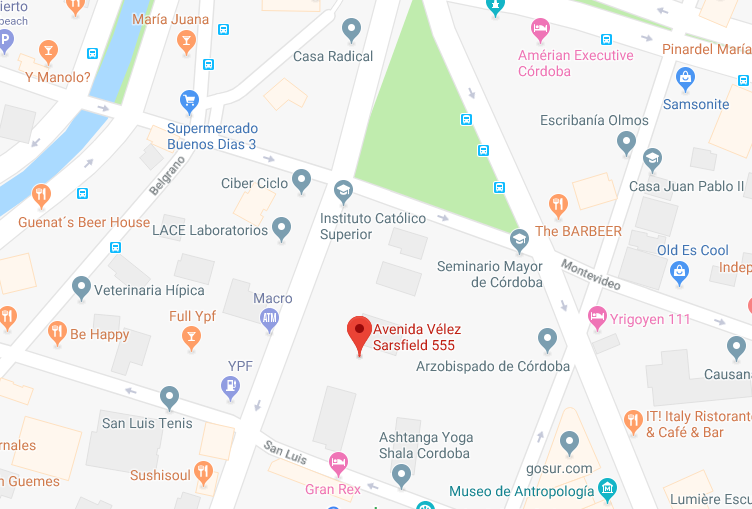 ierto
beach
María Juana
Casa Radical
Amérian Executive
Córdoba
Pinardel María
P
Y Manolo?
Samsonite
Supermercado
Buenos Dias 3
Escribanía Olmos
Belgrano
Ciber Ciclo
Casa Juan Pablo II
Guenat´s Beer House
Instituto Católico
Superior
LACE Laboratorios
The BARBEER
Seminario Mayor
de Córdoba
Old Es Cool
Montevideo
Indep
Veterinaria Hípica
Macro
ATM
Full Ypf
Be Happy
Avenida Vélez
Sarsfield 555
Yrigoyen 111
YPF
Arzobispado de Córdoba
Causana
San Luis Tenis
IT! Italy Ristorante
& Café & Bar
San Luis
Ashtanga Yoga
Shala Cordoba
rnales
Sushisoul
n Guemes
Gran Rex
gosur.com
Museo de Antropología
Lumière Escu